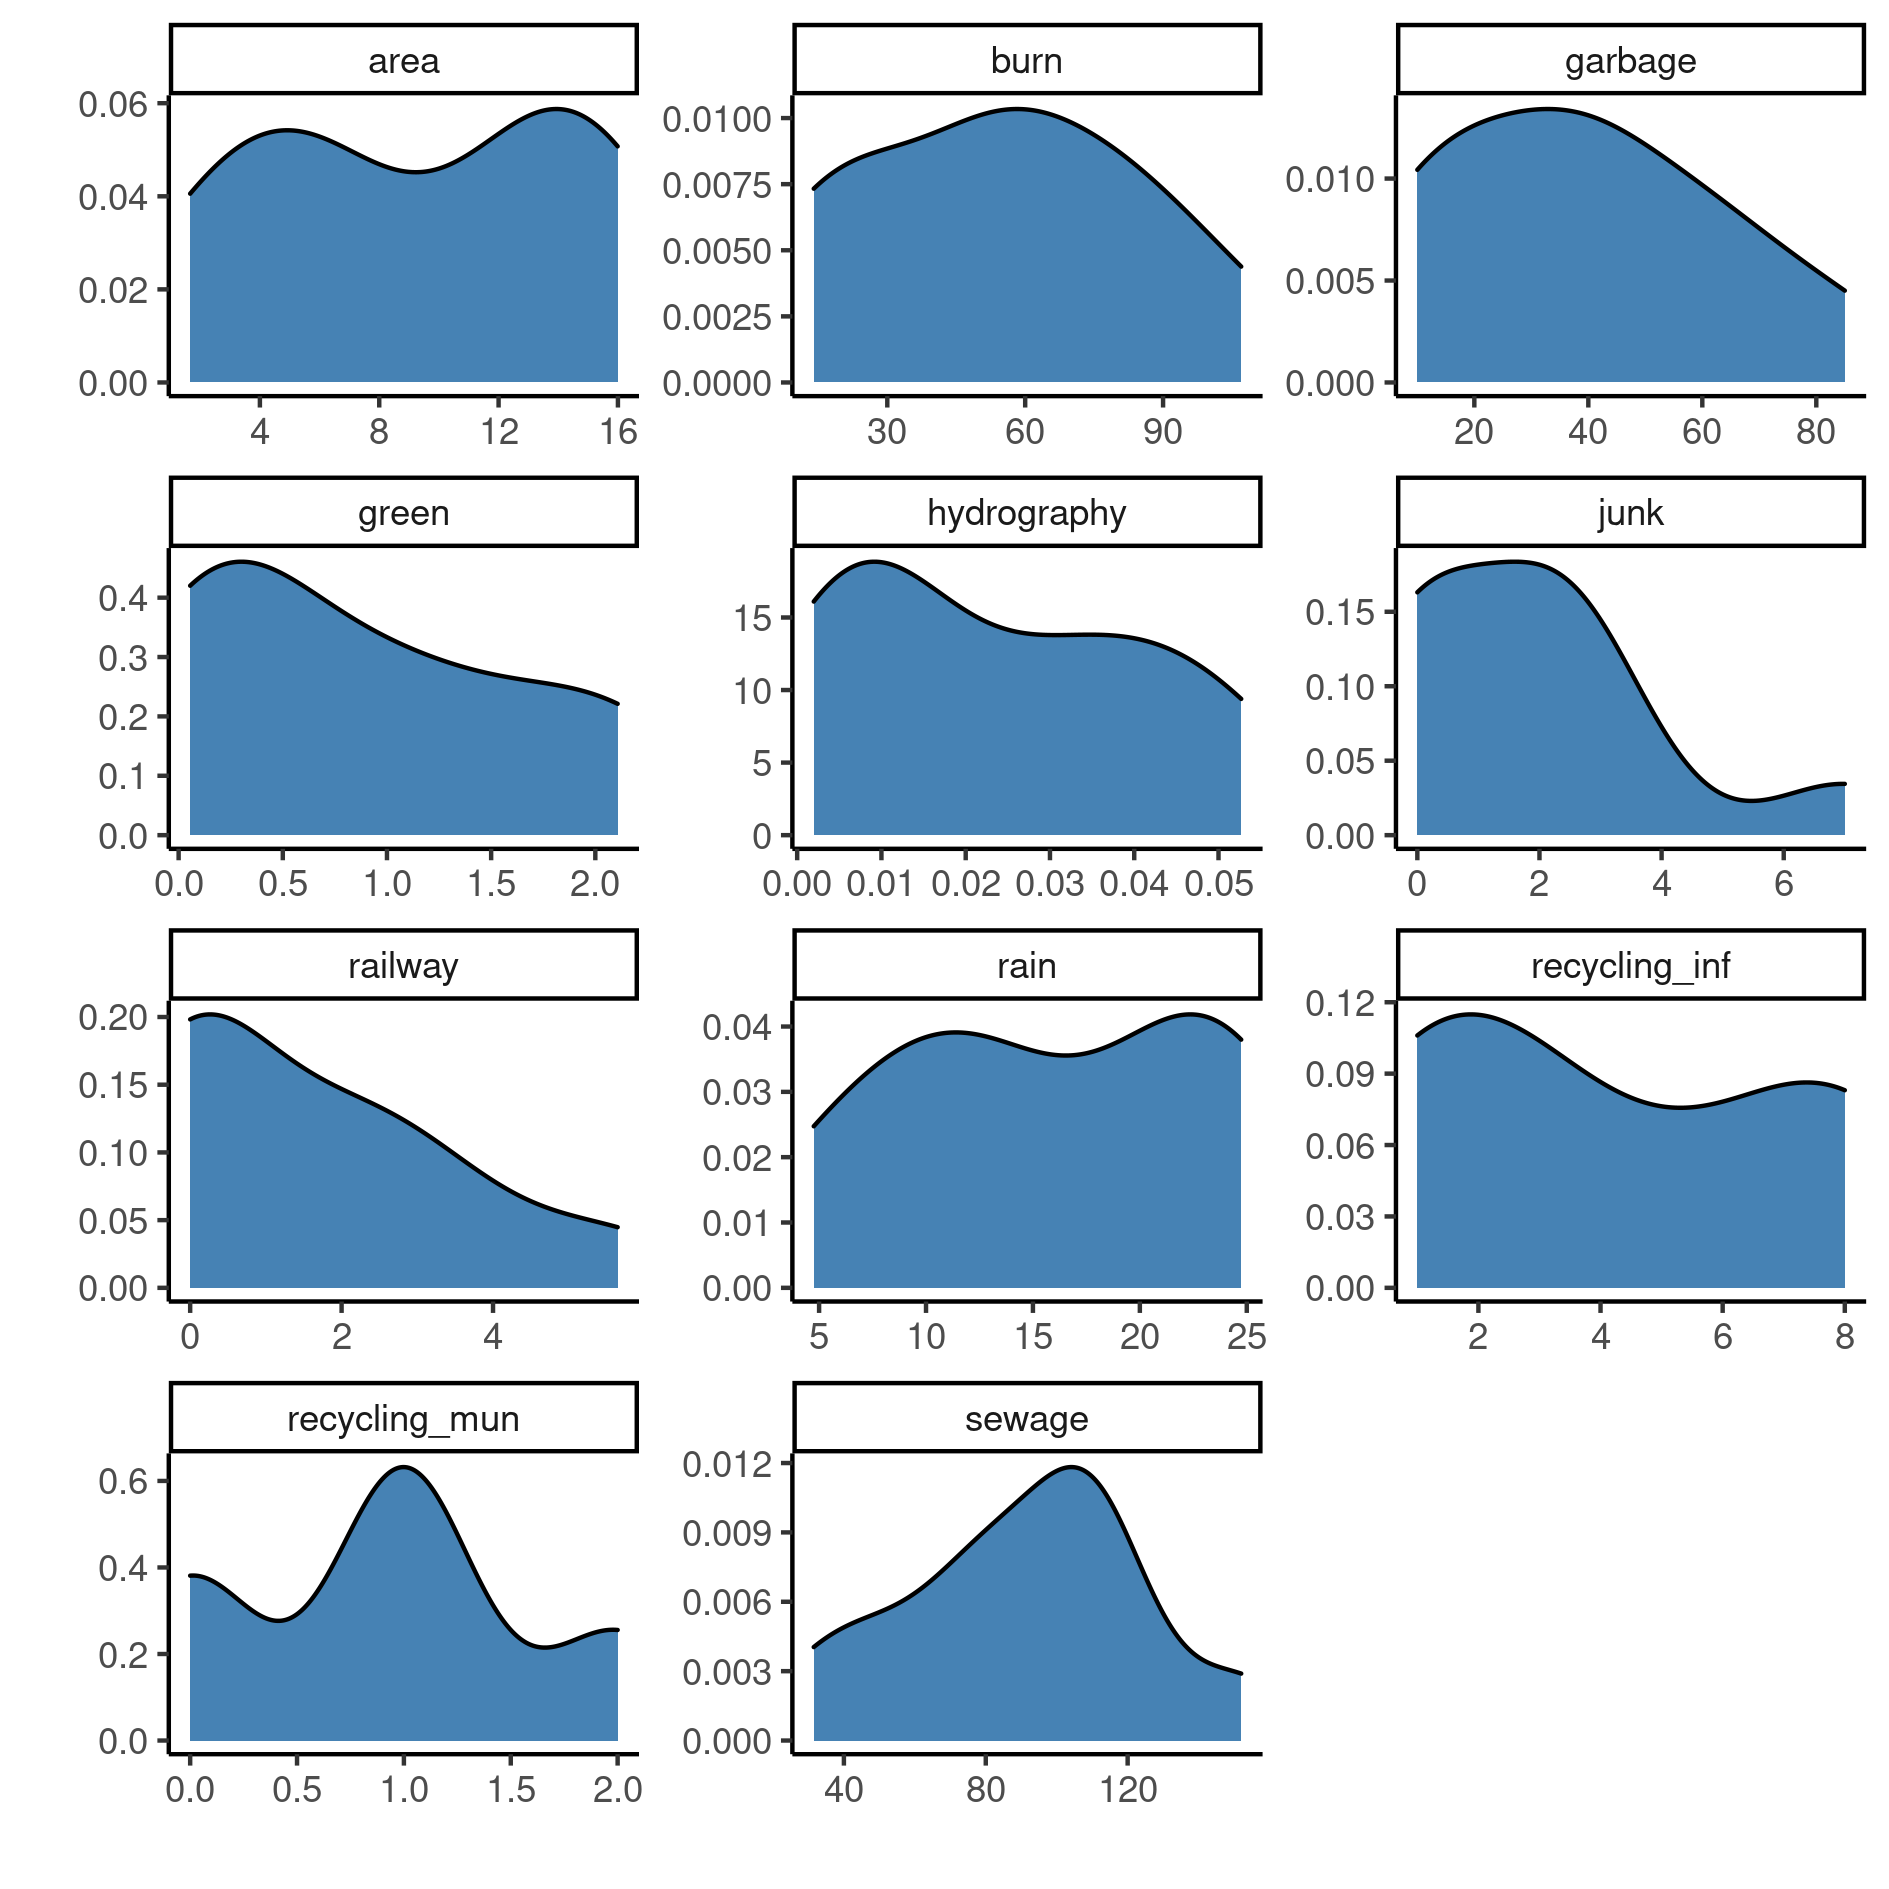 area
burn
garbage
0.06
0.04
0.02
0.00
4 8 12 16
0.0100
0.0075
0.0050
0.0025
0.0000
30 60 90
0.010
0.005
0.000
20 40 60 80
green
hydrography
junk
0.4
0.3
0.2
0.1
0.0
0.0 0.5 1.0 1.5 2.0
15
10
5
0
0.00 0.01 0.02 0.03 0.04 0.05
0.15
0.10
0.05
0.00
0 2 4 6
railway
rain
recycling_inf
0.20
0.15
0.10
0.05
0.00
0 2 4
0.04
0.03
0.02
0.01
0.00
5 10 15 20 25
0.12
0.09
0.06
0.03
0.00
2 4 6 8
recycling_mun
sewage
0.6
0.4
0.2
0.0
0.0 0.5 1.0 1.5 2.0
0.012
0.009
0.006
0.003
0.000
40 80 120